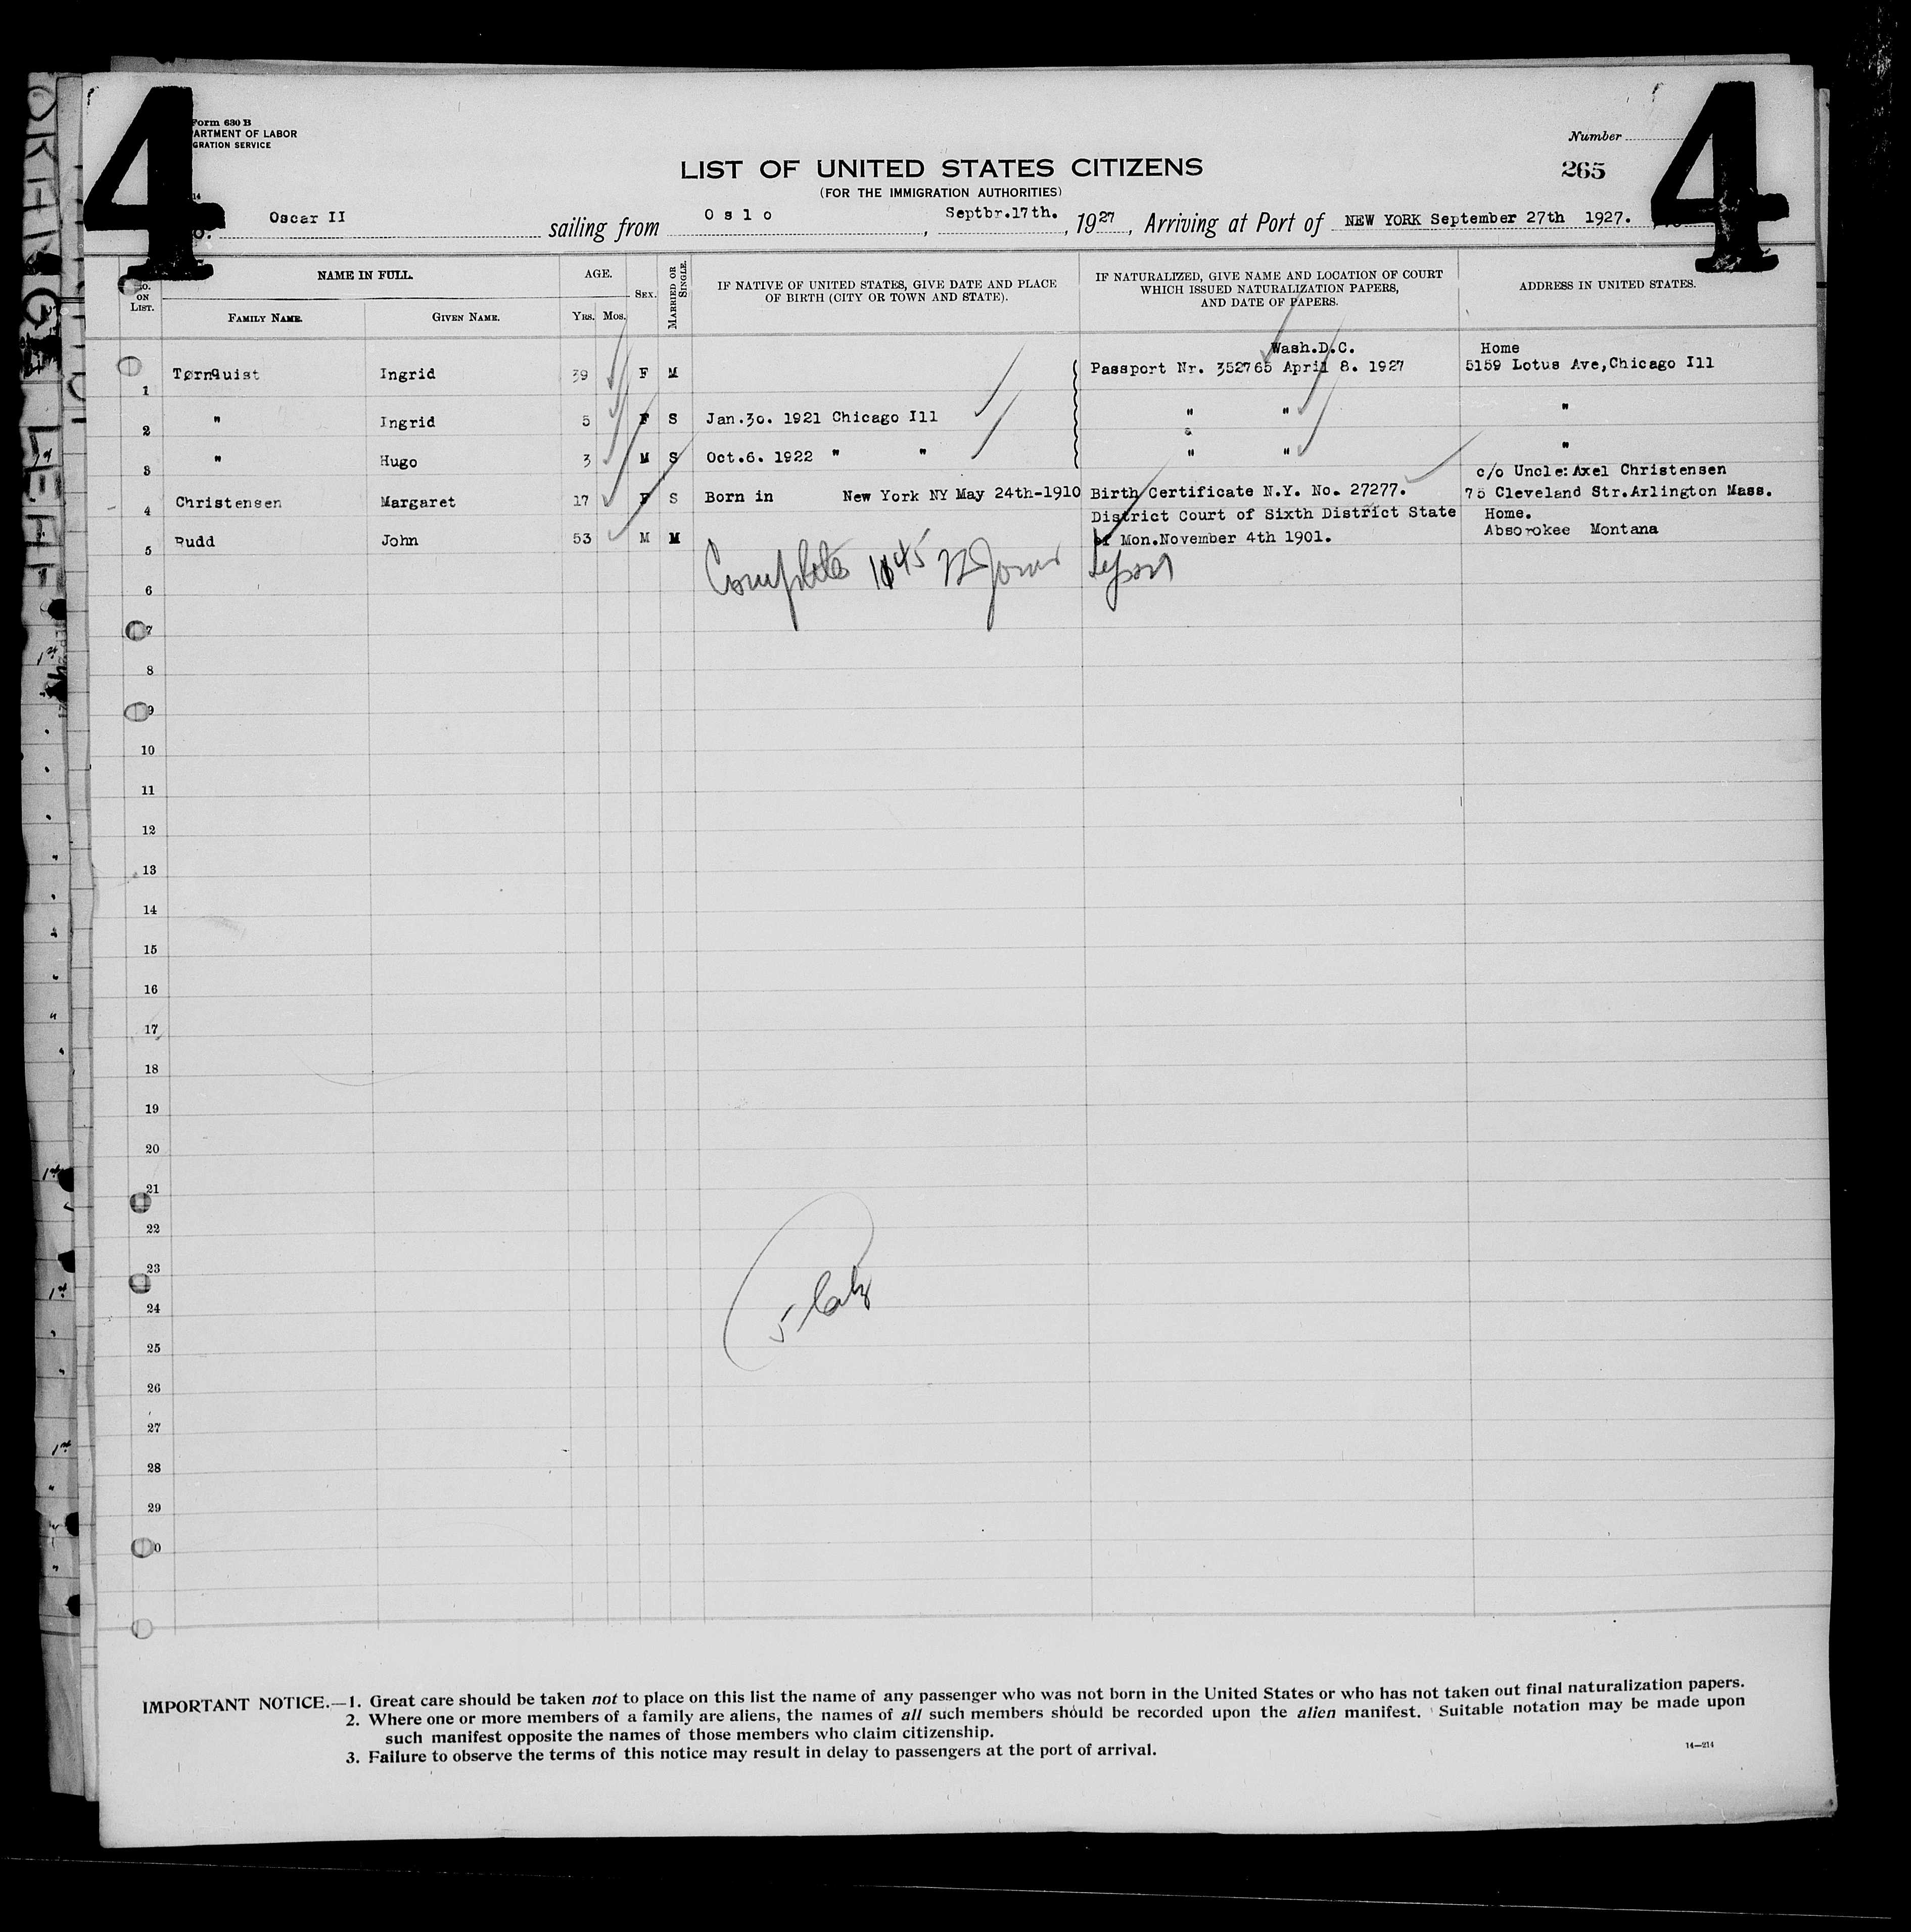 4 4
Form 630 B
ARTMENT OF LABOR
GRATION SERVICE
Number
265
LIST OF UNITED STATES CITIZENS
(FOR THE IMMIGRATION AUTHORITIES)
Oscar II sailing from Oslo, Septbr.17th., 1927, Arriving at Port of NEW YORK September 27th 1927.
NO. ON LIST. NAME IN FULL. AGE. SEX. MARRIED OR SINGLE. IF NATIVE OF UNITED STATES, GIVE DATE AND PLACE OF BIRTH (CITY OR TOWN AND STATE). IF NATURALIZED, GIVE NAME AND LOCATION OF COURT WHICH ISSUED NATURALIZATION PAPERS, AND DATE OF PAPERS. ADDRESS IN UNITED STATES.
FAMILY NAME. GIVEN NAME. YRS. MOS.
Wash.D.C. Home
1 Tørnquist Ingrid 39 F M Passport Nr. 352765 April 8. 1927 5159 Lotus Ave,Chicago Ill
2 " Ingrid 5 F S Jan.30. 1921 Chicago Ill " " "
3 " Hugo 3 M S Oct.6. 1922 " " " " "
c/o Uncle:Axel Christensen
4 Christensen Margaret 17 F S Born in New York NY May 24th-1910 Birth Certificate N.Y. No. 27277. 75 Cleveland Str.Arlington Mass.
District Court of Sixth District State Home.
5 Rudd John 53 M M of Mon.November 4th 1901. Absorokee Montana
6 Complete
7
8
9
10
11
12
13
14
15
16
17
18
19
20
21
22
23
24
5
25
26
27
28
29
0
IMPORTANT NOTICE.—1. Great care should be taken not to place on this list the name of any passenger who was not born in the United States or who has not taken out final naturalization papers.
2. Where one or more members of a family are aliens, the names of all such members should be recorded upon the alien manifest. Suitable notation may be made upon
such manifest opposite the names of those members who claim citizenship.
3. Failure to observe the terms of this notice may result in delay to passengers at the port of arrival.
14—214